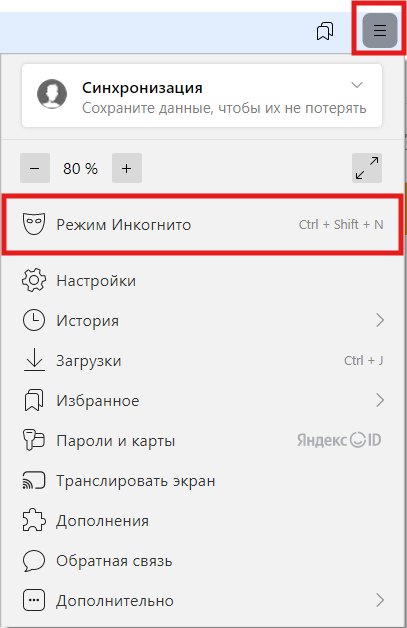 Синхронизация
Сохраните данные, чтобы их не потерять
− 80 % +
Режим Инкогнито Ctrl + Shift + N
Настройки
История
Загрузки Ctrl + J
Избранное
Пароли и карты Яндекс ID
Транслировать экран
Дополнения
Обратная связь
Дополнительно